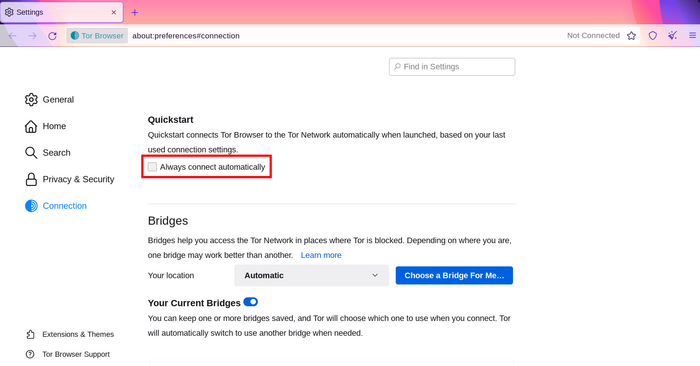 Settings
Tor Browser
about:preferences#connection
Not Connected
Find in Settings
General
Home
Search
Privacy & Security
Connection
Extensions & Themes
Tor Browser Support
Quickstart
Quickstart connects Tor Browser to the Tor Network automatically when launched, based on your last
used connection settings.
Always connect automatically
Bridges
Bridges help you access the Tor Network in places where Tor is blocked. Depending on where you are,
one bridge may work better than another. Learn more
Your location Automatic Choose a Bridge For Me…
Your Current Bridges
You can keep one or more bridges saved, and Tor will choose which one to use when you connect. Tor
will automatically switch to use another bridge when needed.